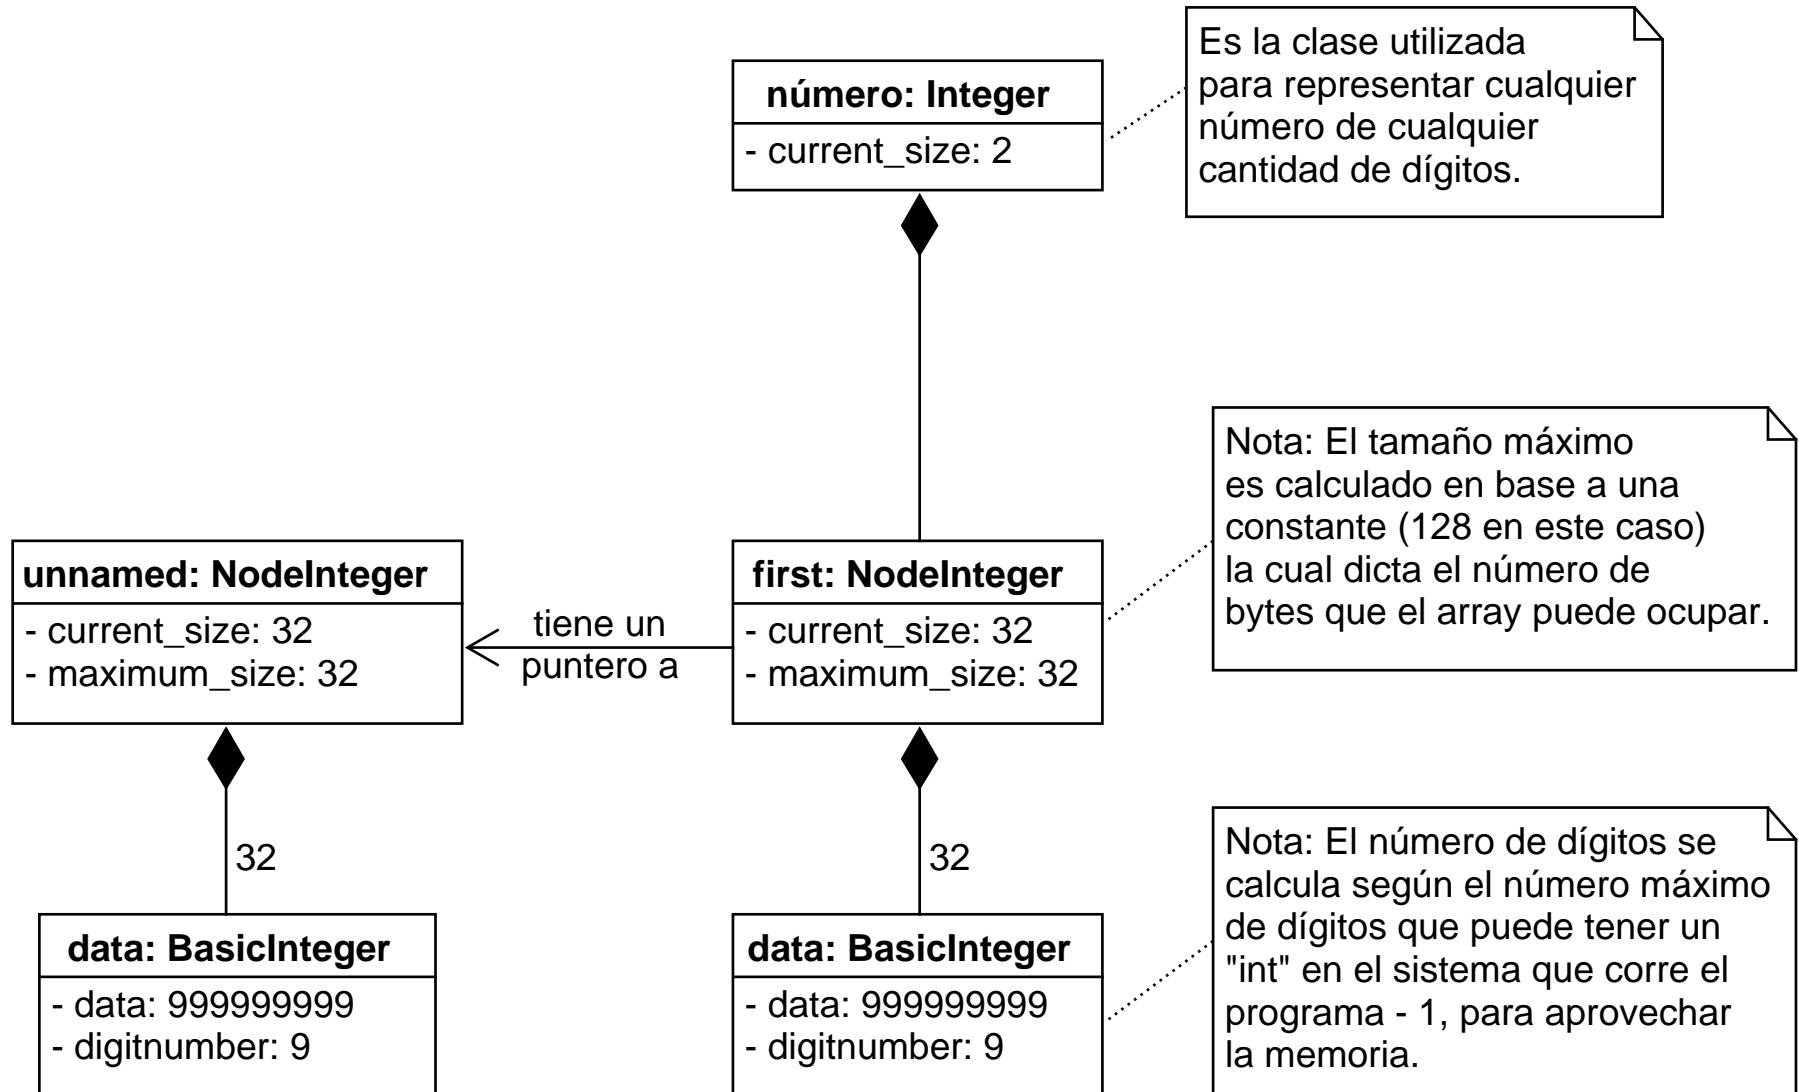 número: Integer
- current_size: 2
Es la clase utilizada
para representar cualquier
número de cualquier
cantidad de dígitos.
unnamed: NodeInteger
- current_size: 32
- maximum_size: 32
tiene un
puntero a
first: NodeInteger
- current_size: 32
- maximum_size: 32
Nota: El tamaño máximo
es calculado en base a una
constante (128 en este caso)
la cual dicta el número de
bytes que el array puede ocupar.
32
32
data: BasicInteger
- data: 999999999
- digitnumber: 9
data: BasicInteger
- data: 999999999
- digitnumber: 9
Nota: El número de dígitos se
calcula según el número máximo
de dígitos que puede tener un
"int" en el sistema que corre el
programa - 1, para aprovechar
la memoria.